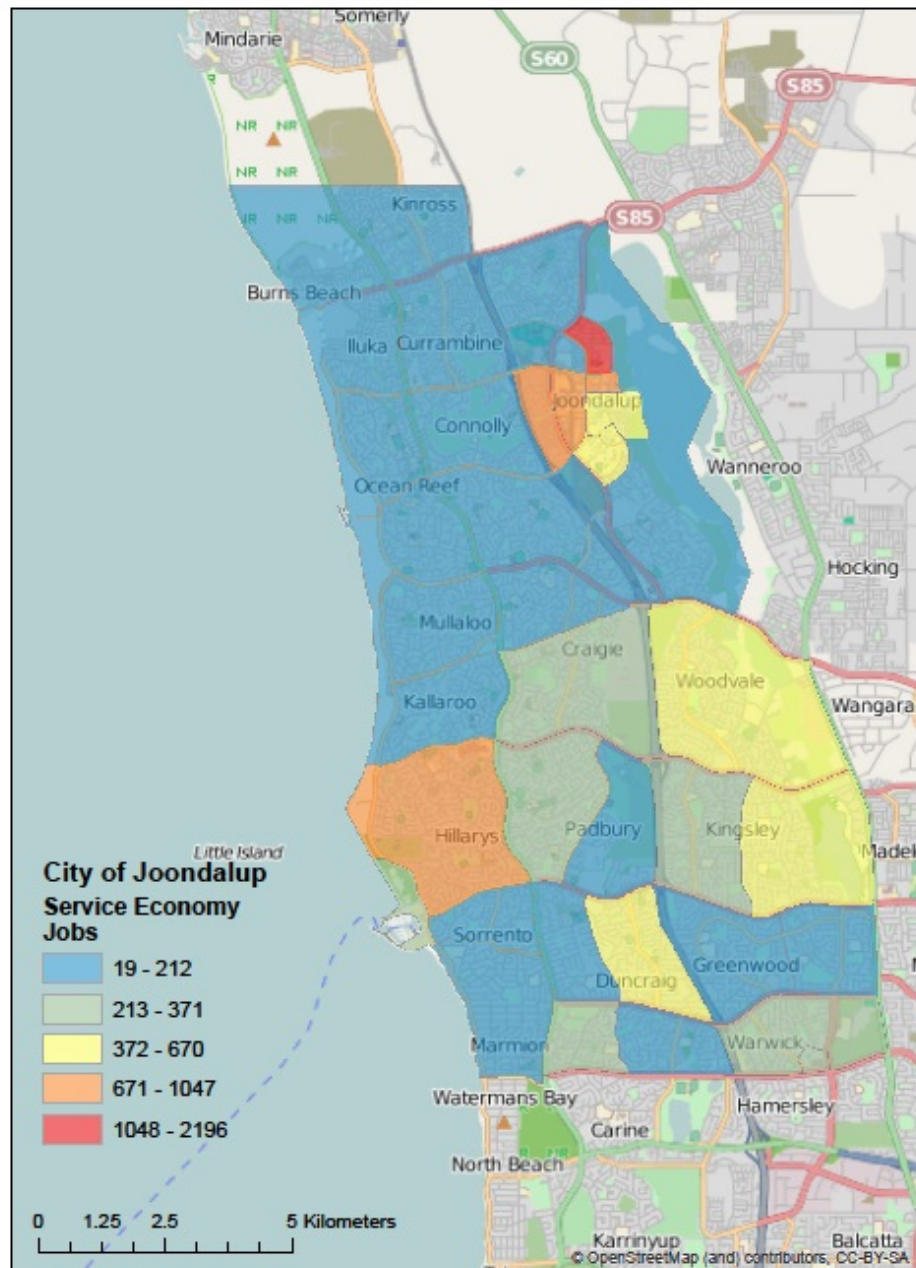 Somerly
Mindarie
S60
S85
NR NR
NR NR
NR NR NR
Kinross
S85
Burns Beach
Iluka Currambine
Joondalup
Connolly
Wanneroo
Ocean Reef
Hocking
Mullaloo
Craigie
Woodvale
Kallaroo
Wangara
Hillarys
Padbury
Kingsley
Little Island
Madel
City of Joondalup
Service Economy
Jobs
19 - 212
213 - 371
372 - 670
671 - 1047
1048 - 2196
Sorrento
Greenwood
Duncraig
Marmion
Warwick
Watermans Bay
Hamersley
Carine
North Beach
0 1.25 2.5 5 Kilometers
Karrinyup
Balcatta
© OpenStreetMap (and) contributors, CC-BY-SA